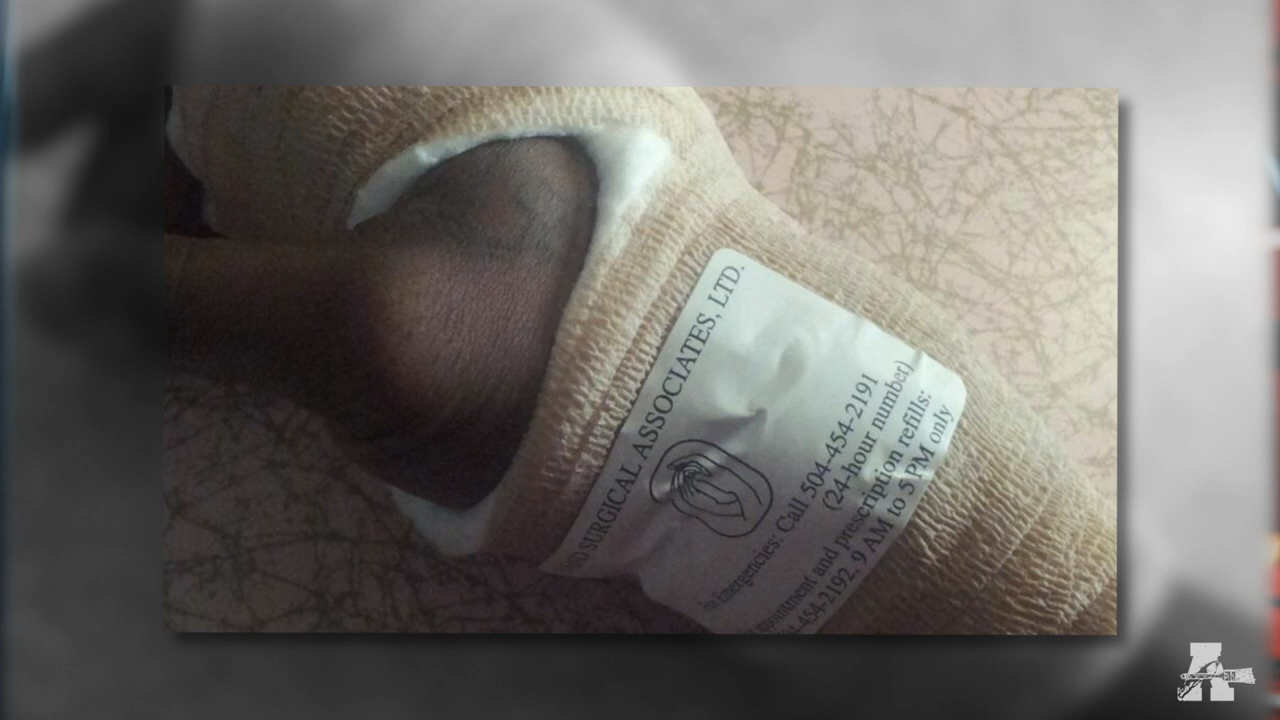 SURGICAL ASSOCIATES, LTD.
Emergencies: Call 504-454-2191
(24-hour number)
and prescription refills:
454-2192, 9 AM to 5 PM only